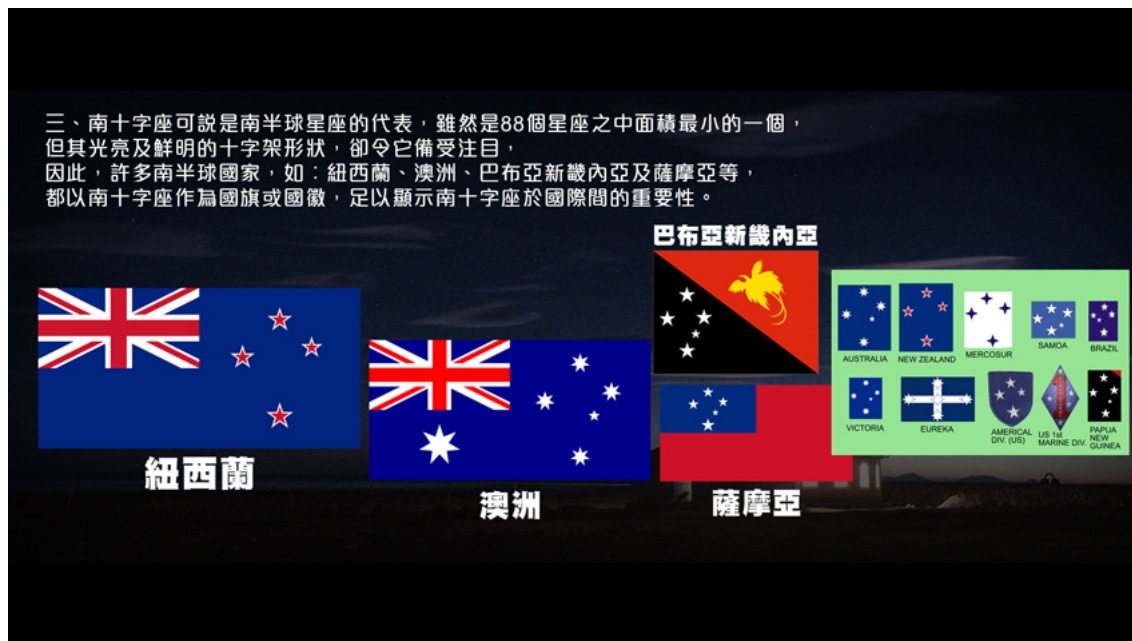 三、南十字座可說是南半球星座的代表，雖然是88個星座之中面積最小的一個，
但其光亮及鮮明的十字架形狀，卻令它備受注目，
因此，許多南半球國家，如：紐西蘭、澳洲、巴布亞新畿內亞及薩摩亞等，
都以南十字座作為國旗或國徽，足以顯示南十字座於國際間的重要性。
巴布亞新畿內亞
紐西蘭
澳洲
薩摩亞
AUSTRALIA
NEW ZEALAND
MERCOSUR
SAMOA
BRAZIL
VICTORIA
EUREKA
AMERICAL
DIV. (US)
US 1st
MARINE DIV.
PAPUA
NEW
GUINEA